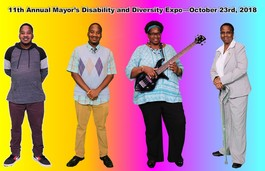 11th Annual Mayor's Disability and Diversity Expo—October 23rd, 2018